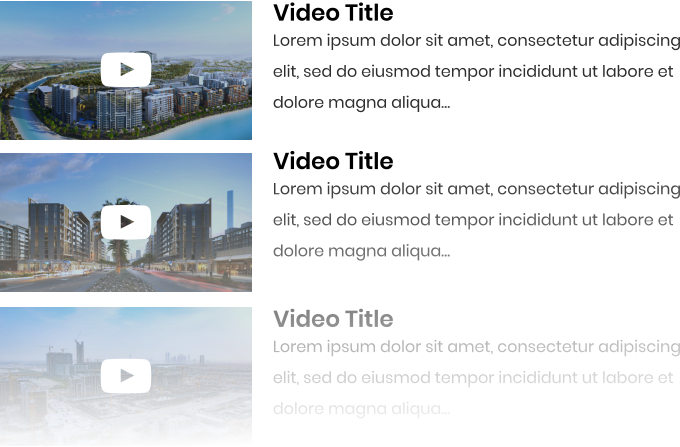 Video Title
Lorem ipsum dolor sit amet, consectetur adipiscing
elit, sed do eiusmod tempor incididunt ut labore et
dolore magna aliqua...
Video Title
Lorem ipsum dolor sit amet, consectetur adipiscing
elit, sed do eiusmod tempor incididunt ut labore et
dolore magna aliqua...
Video Title
Lorem ipsum dolor sit amet, consectetur adipiscing
elit, sed do eiusmod tempor incididunt ut labore et
dolore magna aliqua...